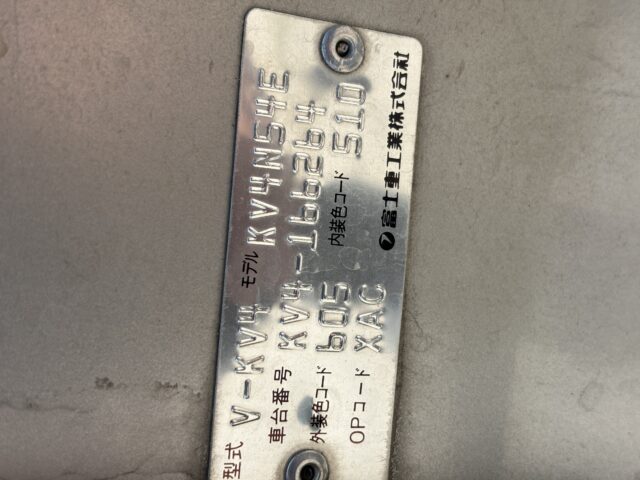 型式 V-KV4 モデル KV4N54E
車台番号 KV4-166264
外装色コード 605 内装色コード 510
OPコード XAC
富士重工業株式会社